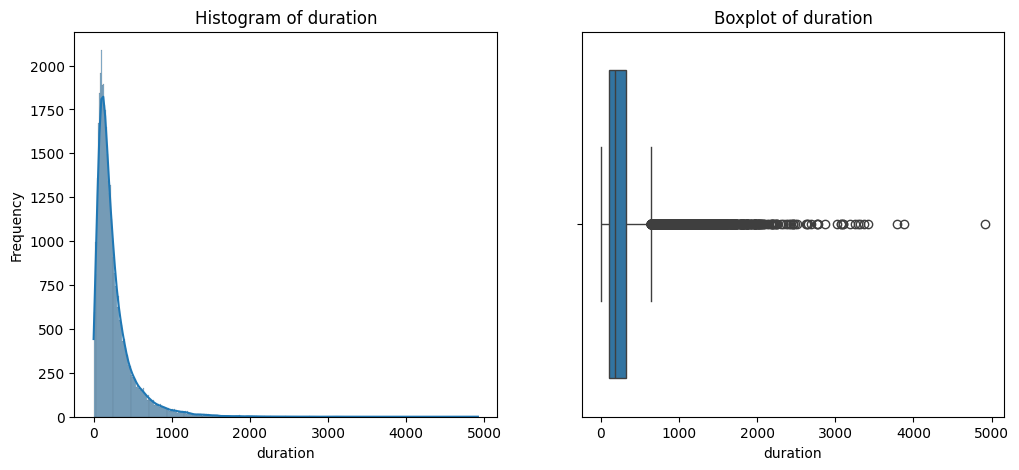 Histogram of duration
Frequency
2000
1750
1500
1250
1000
750
500
250
0
0 1000 2000 3000 4000 5000
duration
Boxplot of duration
0 1000 2000 3000 4000 5000
duration